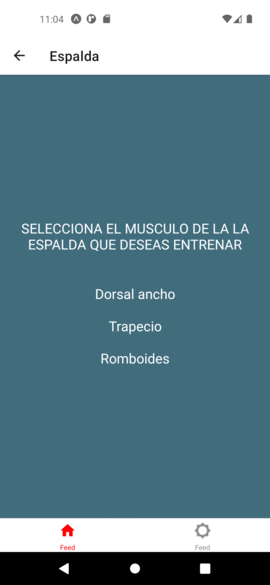 11:04
Espalda
SELECCIONA EL MUSCULO DE LA LA
ESPALDA QUE DESEAS ENTRENAR
Dorsal ancho
Trapecio
Romboides
Feed
Feed